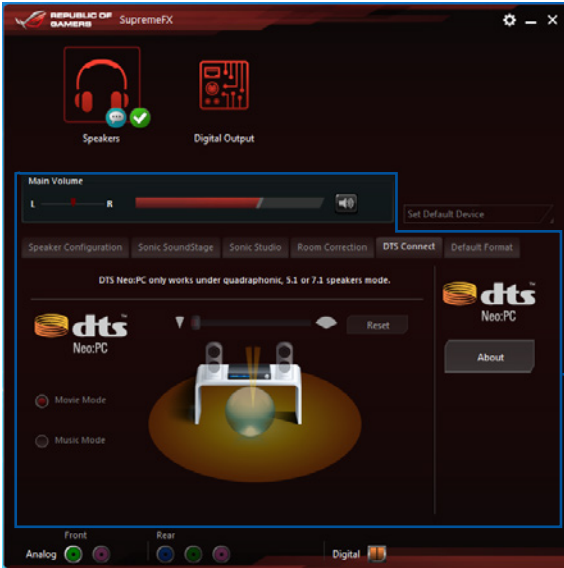 REPUBLIC OF
GAMERS
SupremeFX
Speakers
Digital Output
Main Volume
L
R
Set Default Device
Speaker Configuration
Sonic SoundStage
Sonic Studio
Room Correction
DTS Connect
Default Format
DTS Neo:PC only works under quadraphonic, 5.1 or 7.1 speakers mode.
dts™
Neo:PC
Reset
Movie Mode
Music Mode
dts™
Neo:PC
About
Front
Rear
Analog
Digital